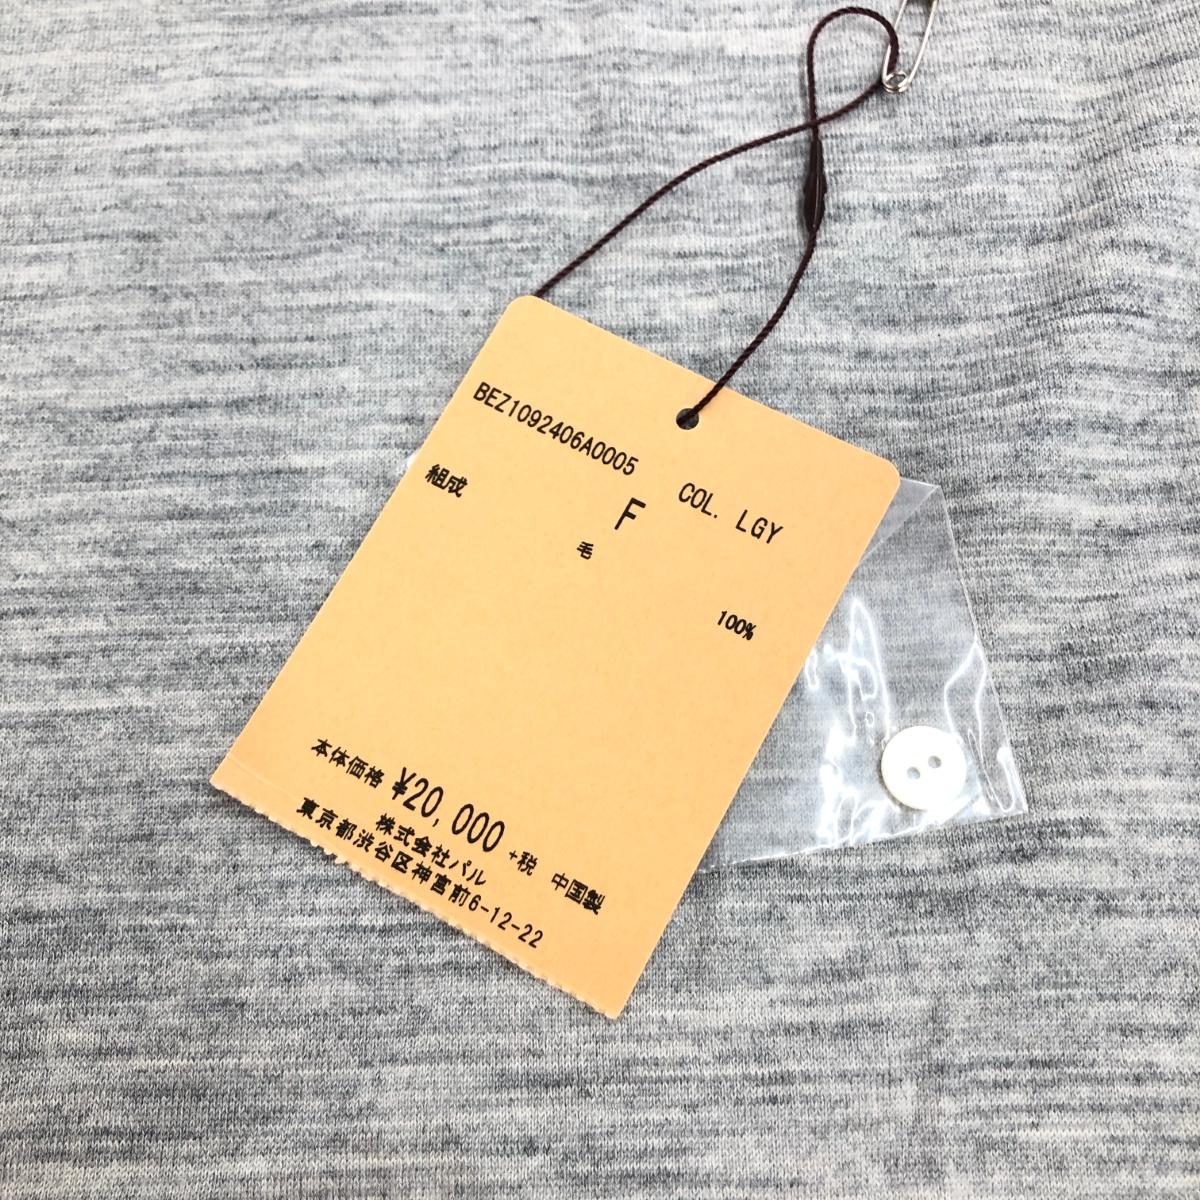 BEZ1092406A0005 COL. LGY
組成 F
毛 100%
本体価格 ¥20,000 +税 中国製
株式会社パル
東京都渋谷区神宮前6-12-22